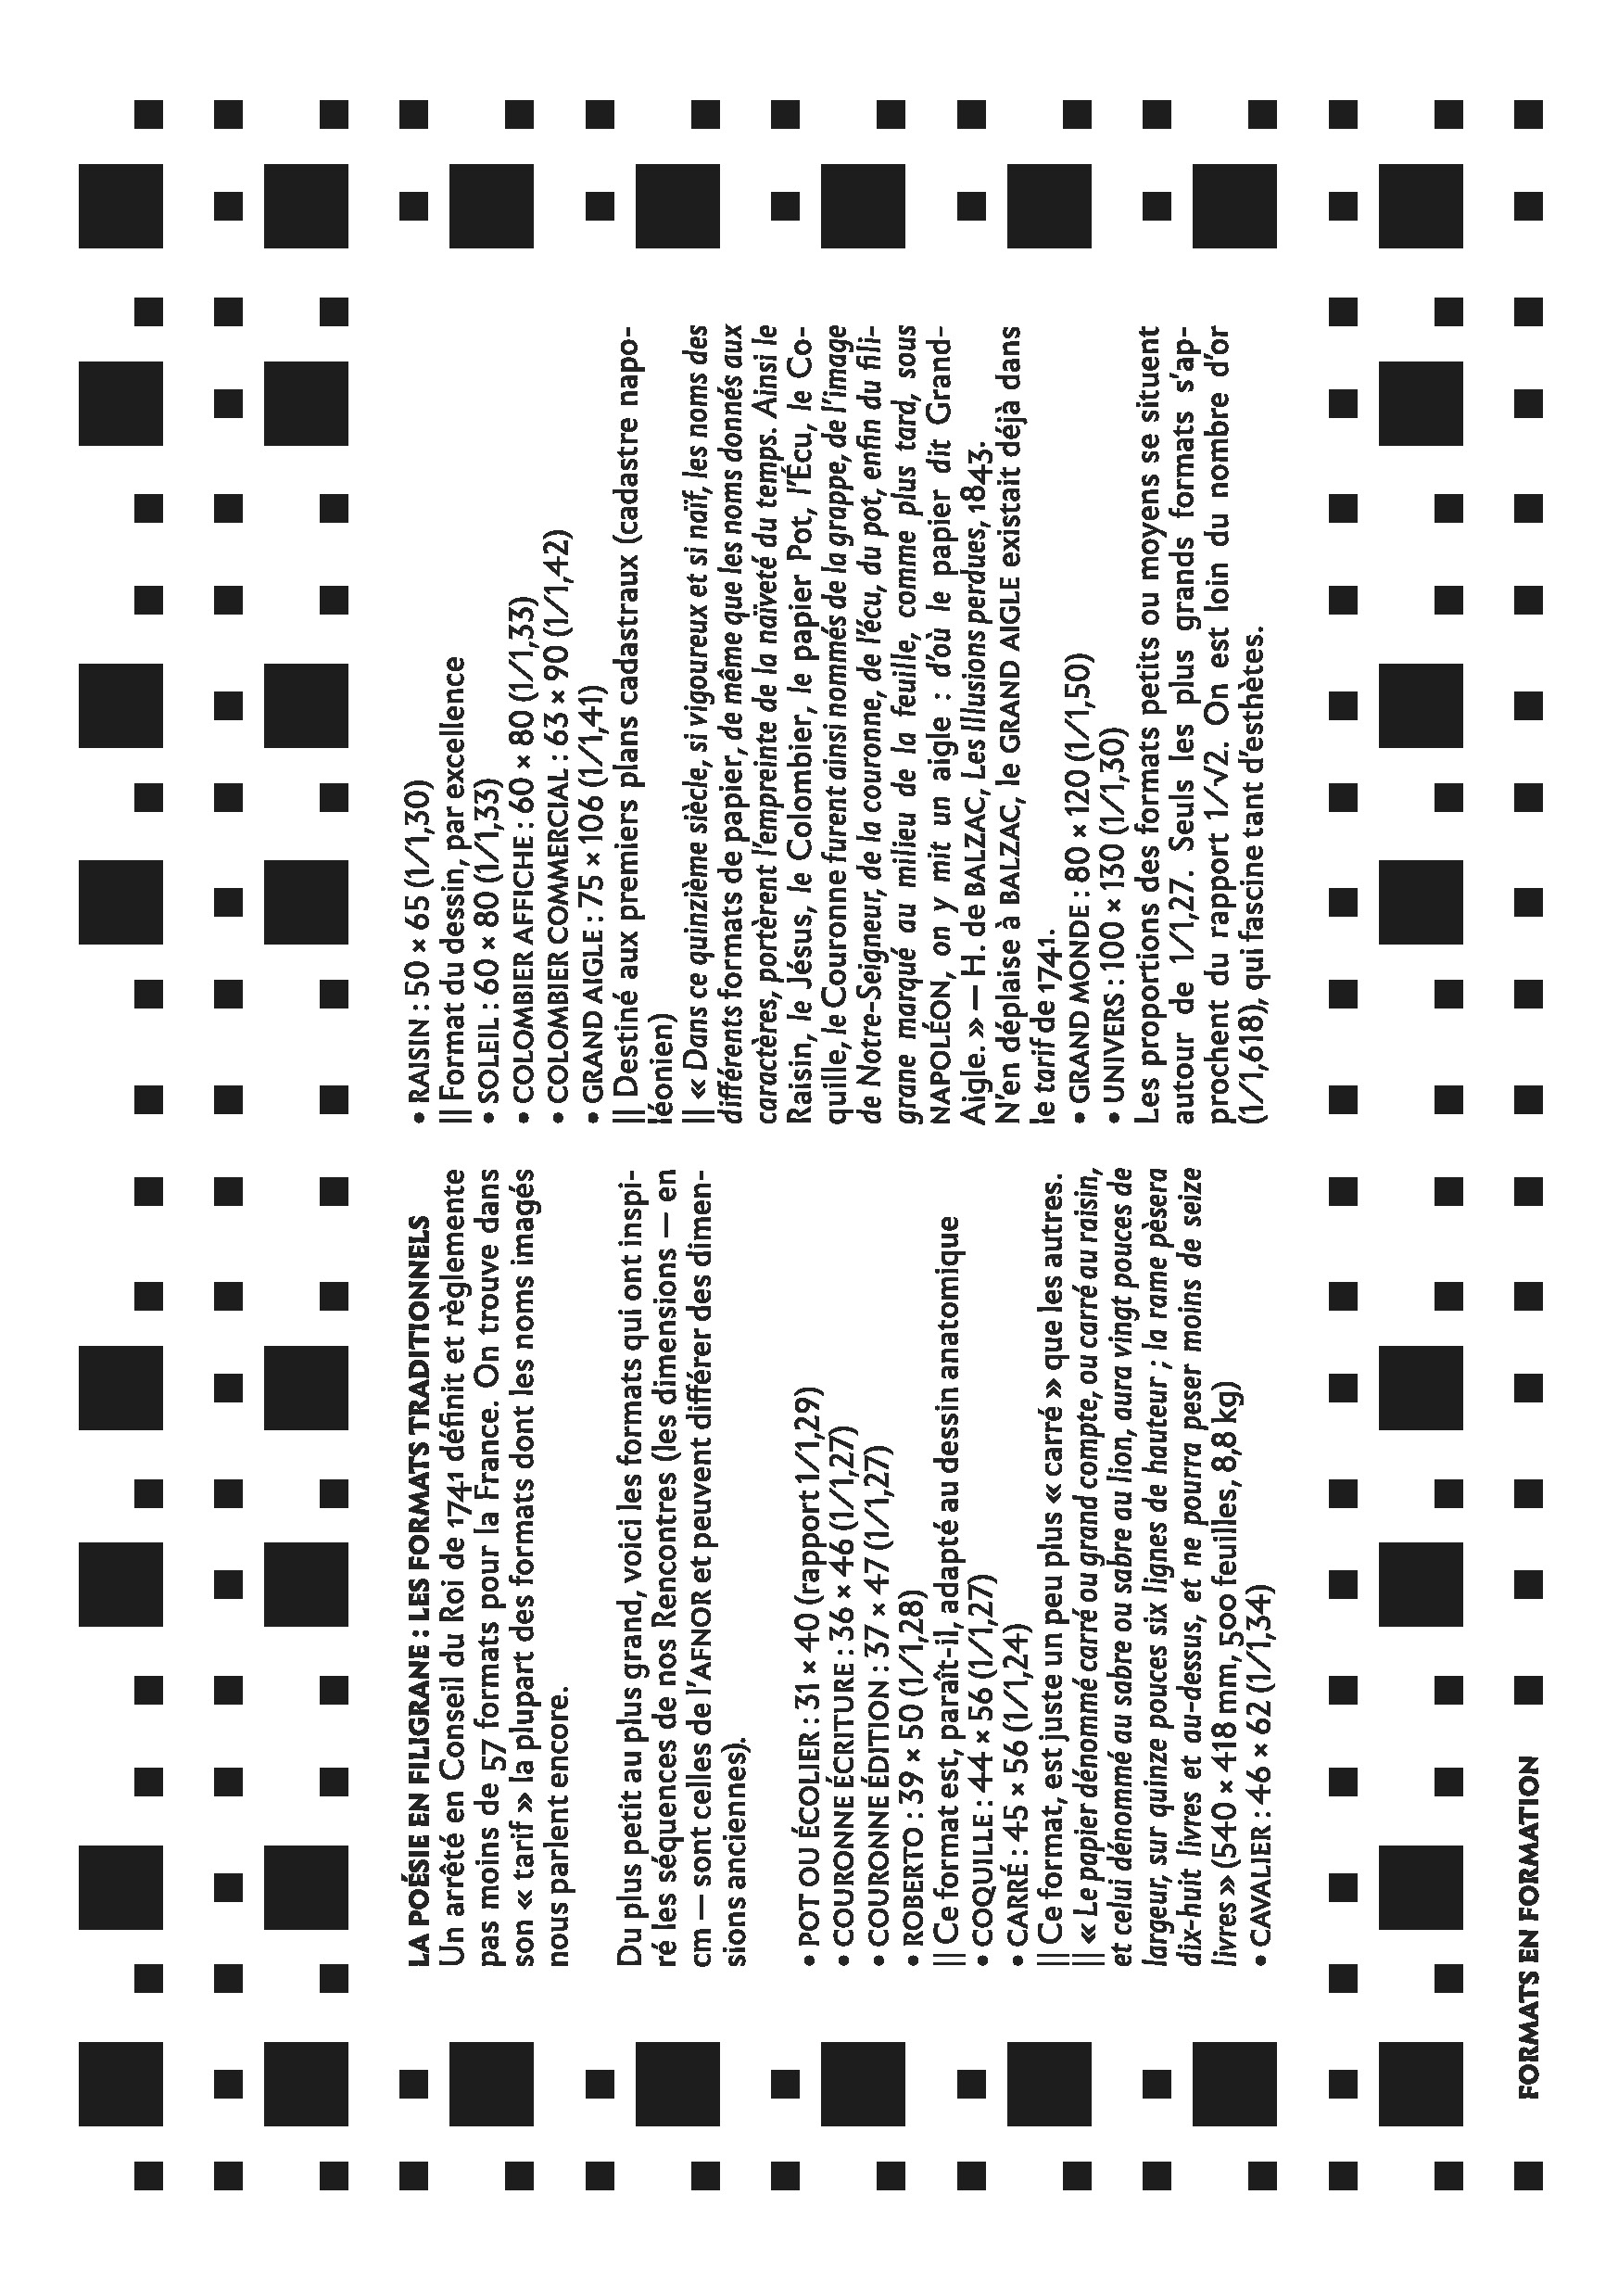 LA POÉSIE EN FILIGRANE : LES FORMATS TRADITIONNELS
Un arrêté en Conseil du Roi de 1741 définit et règlemente
pas moins de 57 formats pour la France. On trouve dans
son « tarif » la plupart des formats dont les noms imagés
nous parlent encore.
Du plus petit au plus grand, voici les formats qui ont inspi-
ré les séquences de nos Rencontres (les dimensions — en
cm — sont celles de l'AFNOR et peuvent différer des dimen-
sions anciennes).
• POT OU ÉCOLIER : 31 × 40 (rapport 1/1,29)
• COURONNE ÉCRITURE : 36 × 46 (1/1,27)
• COURONNE ÉDITION : 37 × 47 (1/1,27)
• ROBERTO : 39 × 50 (1/1,28)
|| Ce format est, paraît-il, adapté au dessin anatomique
• COQUILLE : 44 × 56 (1/1,27)
• CARRÉ : 45 × 56 (1/1,24)
|| Ce format, est juste un peu plus « carré » que les autres.
|| « Le papier dénommé carré ou grand compte, ou carré au raisin,
et celui dénommé au sabre ou sabre au lion, aura vingt pouces de
largeur, sur quinze pouces six lignes de hauteur ; la rame pèsera
dix-huit livres et au-dessus, et ne pourra peser moins de seize
livres » (540 × 418 mm, 500 feuilles, 8,8 kg)
• CAVALIER : 46 × 62 (1/1,34)
• RAISIN : 50 × 65 (1/1,30)
|| Format du dessin, par excellence
• SOLEIL : 60 × 80 (1/1,33)
• COLOMBIER AFFICHE : 60 × 80 (1/1,33)
• COLOMBIER COMMERCIAL : 63 × 90 (1/1,42)
• GRAND AIGLE : 75 × 106 (1/1,41)
|| Destiné aux premiers plans cadastraux (cadastre napo-
léonien)
|| « Dans ce quinzième siècle, si vigoureux et si naïf, les noms des
différents formats de papier, de même que les noms donnés aux
caractères, portèrent l'empreinte de la naïveté du temps. Ainsi le
Raisin, le Jésus, le Colombier, le papier Pot, l'Écu, le Co-
quille, le Couronne furent ainsi nommés de la grappe, de l'image
de Notre-Seigneur, de la couronne, de l'écu, du pot, enfin du fili-
grane marqué au milieu de la feuille, comme plus tard, sous
NAPOLÉON, on y mit un aigle : d'où le papier dit Grand-
Aigle. » — H. de BALZAC, Les Illusions perdues, 1843.
N'en déplaise à BALZAC, le GRAND AIGLE existait déjà dans
le tarif de 1741.
• GRAND MONDE : 80 × 120 (1/1,50)
• UNIVERS : 100 × 130 (1/1,30)
Les proportions des formats petits ou moyens se situent
autour de 1/1,27. Seuls les plus grands formats s'ap-
prochent du rapport 1/√2. On est loin du nombre d'or
(1/1,618), qui fascine tant d'esthètes.
FORMATS EN FORMATION